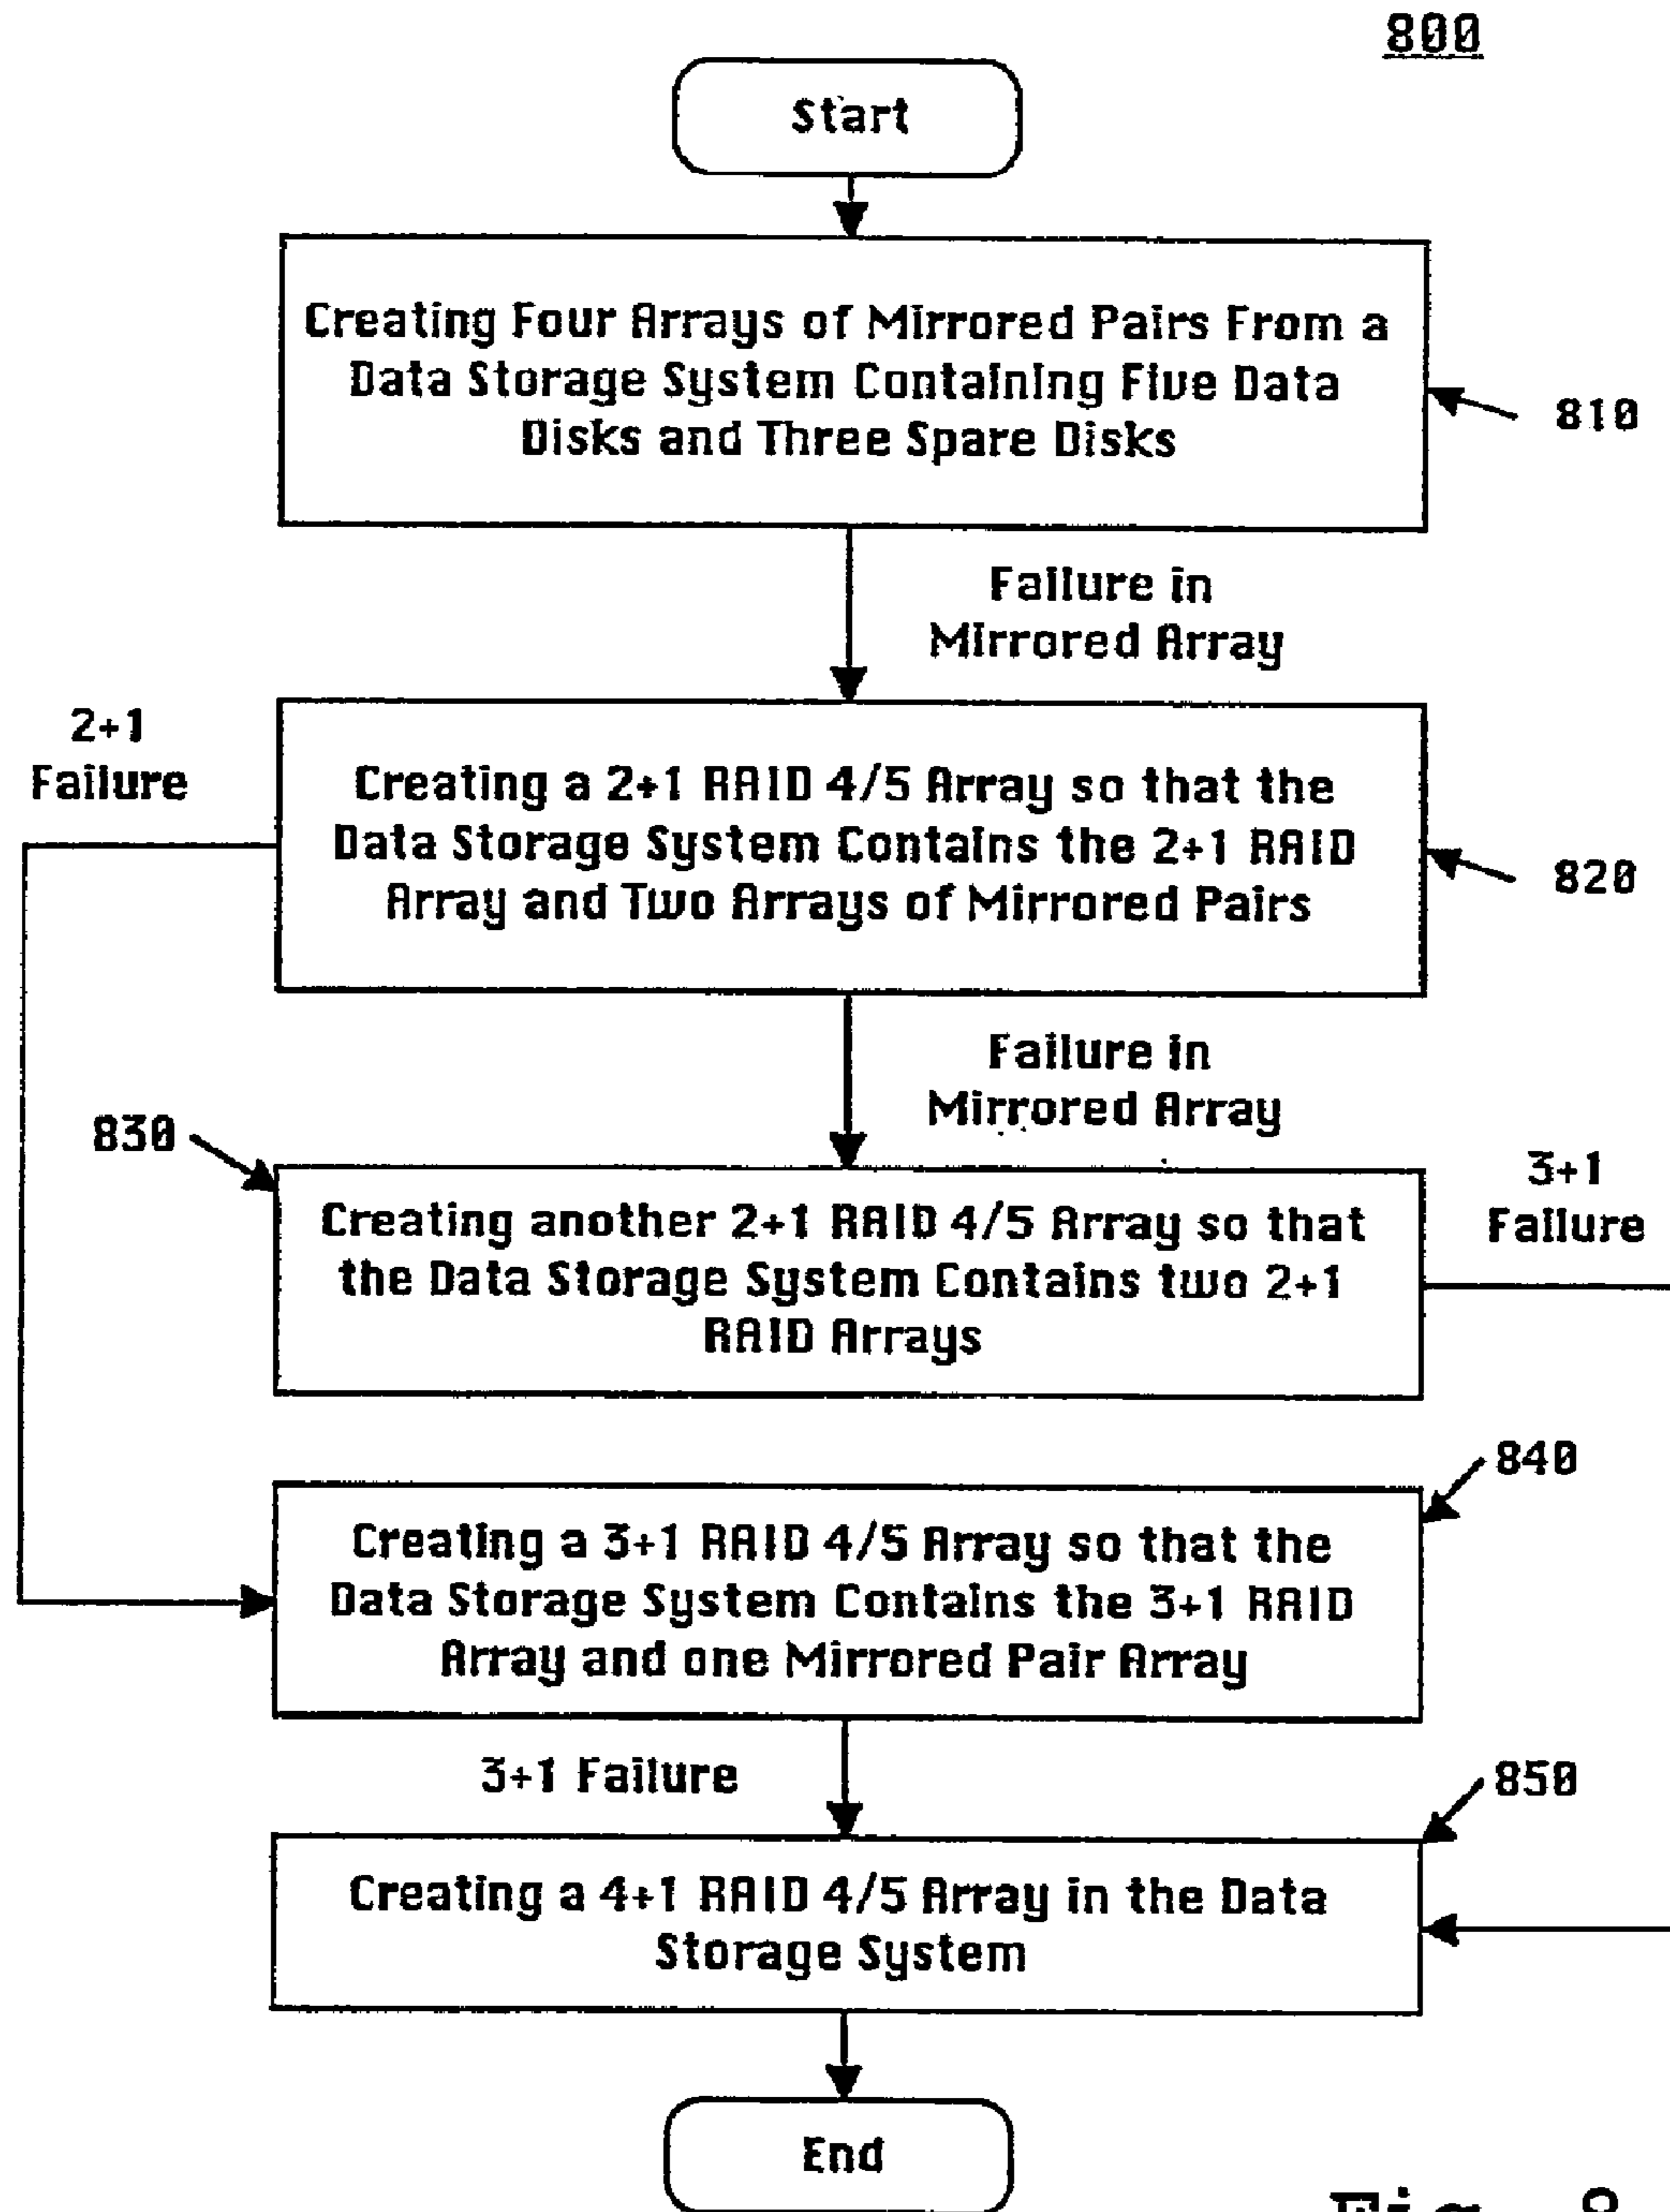 800
Start
Creating Four Arrays of Mirrored Pairs From a
Data Storage System Containing Five Data
Disks and Three Spare Disks
810
Failure in
Mirrored Array
2+1
Failure
Creating a 2+1 RAID 4/5 Array so that the
Data Storage System Contains the 2+1 RAID
Array and Two Arrays of Mirrored Pairs
820
Failure in
Mirrored Array
830
Creating another 2+1 RAID 4/5 Array so that
the Data Storage System Contains two 2+1
RAID Arrays
3+1
Failure
840
Creating a 3+1 RAID 4/5 Array so that the
Data Storage System Contains the 3+1 RAID
Array and one Mirrored Pair Array
3+1 Failure
850
Creating a 4+1 RAID 4/5 Array in the Data
Storage System
End
Fig. 8